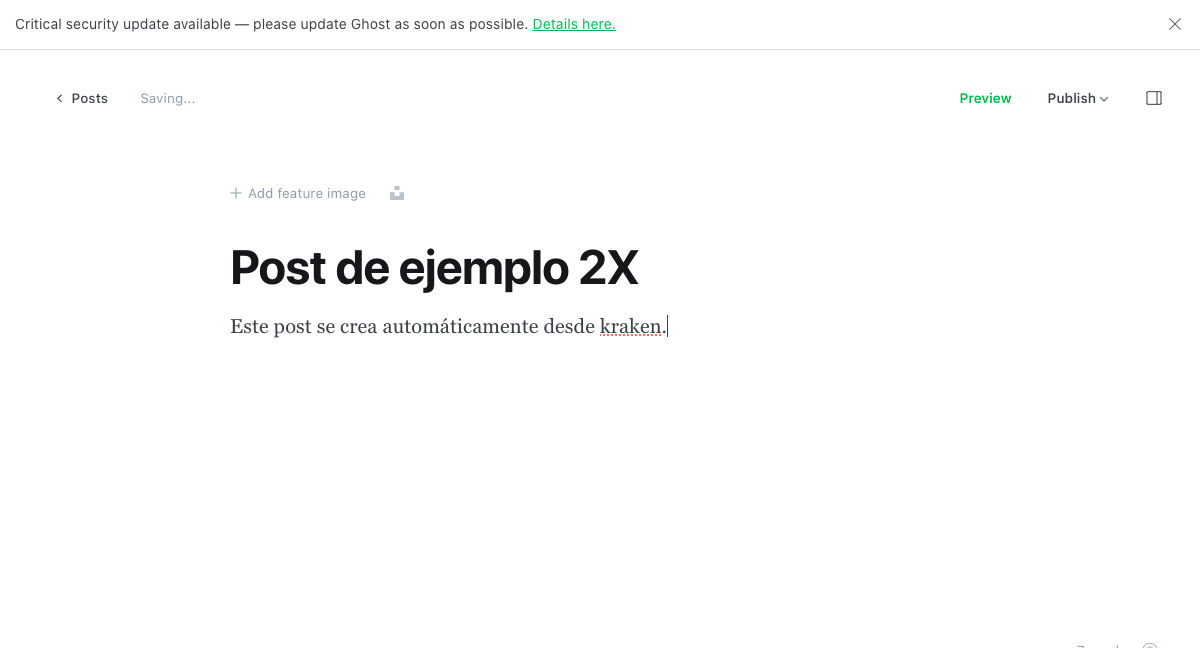 Critical security update available — please update Ghost as soon as possible. Details here.
Posts
Saving...
Preview
Publish
Add feature image
Post de ejemplo 2X
Este post se crea automáticamente desde kraken.